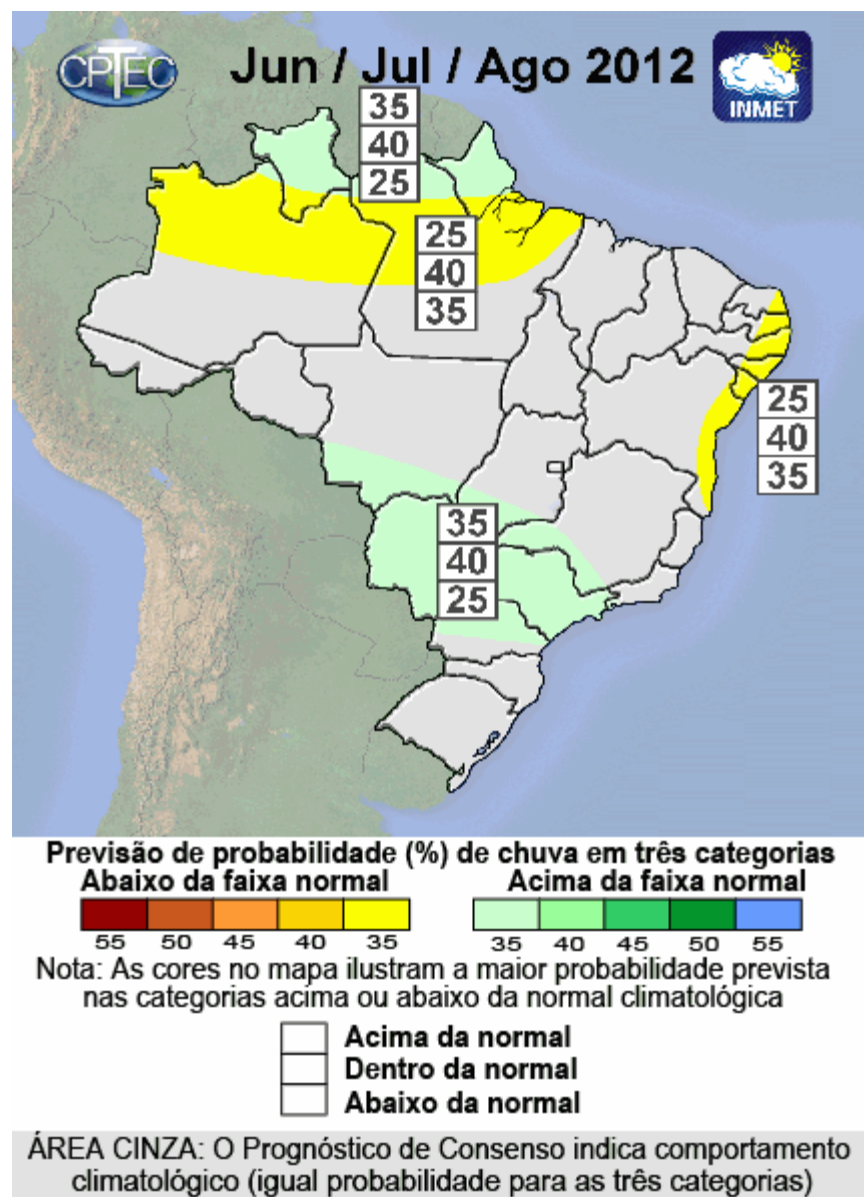 CPTEC
Jun / Jul / Ago 2012
INMET
35
40
25
25
40
35
25
40
35
35
40
25
Previsão de probabilidade (%) de chuva em três categorias
Abaixo da faixa normal
Acima da faixa normal
55 50 45 40 35
35 40 45 50 55
Nota: As cores no mapa ilustram a maior probabilidade prevista
nas categorias acima ou abaixo da normal climatológica
Acima da normal
Dentro da normal
Abaixo da normal
ÁREA CINZA: O Prognóstico de Consenso indica comportamento
climatológico (igual probabilidade para as três categorias)